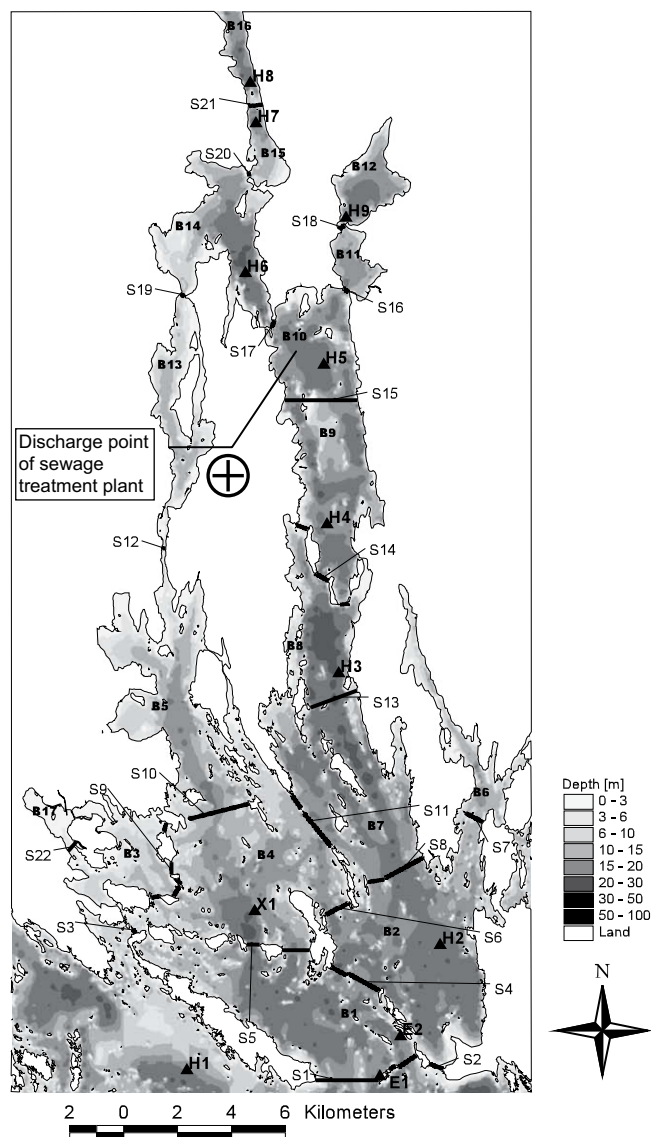 B16
H8
S21
H7
S20
B15
B12
H9
S18
B14
B11
H6
S19
S16
S17
B10
H5
B13
S15
B9
Discharge point
of sewage
treatment plant
H4
S12
S14
B8
H3
B5
S13
S10
S9
B6
B17
S11
B7
S8
S7
S22
B3
B4
X1
S3
B2
H2
S6
S4
B1
S5
E2
H1
S1
E1
S2
Depth [m]
0 - 3
3 - 6
6 - 10
10 - 15
15 - 20
20 - 30
30 - 50
50 - 100
Land
N
2 0 2 4 6 Kilometers